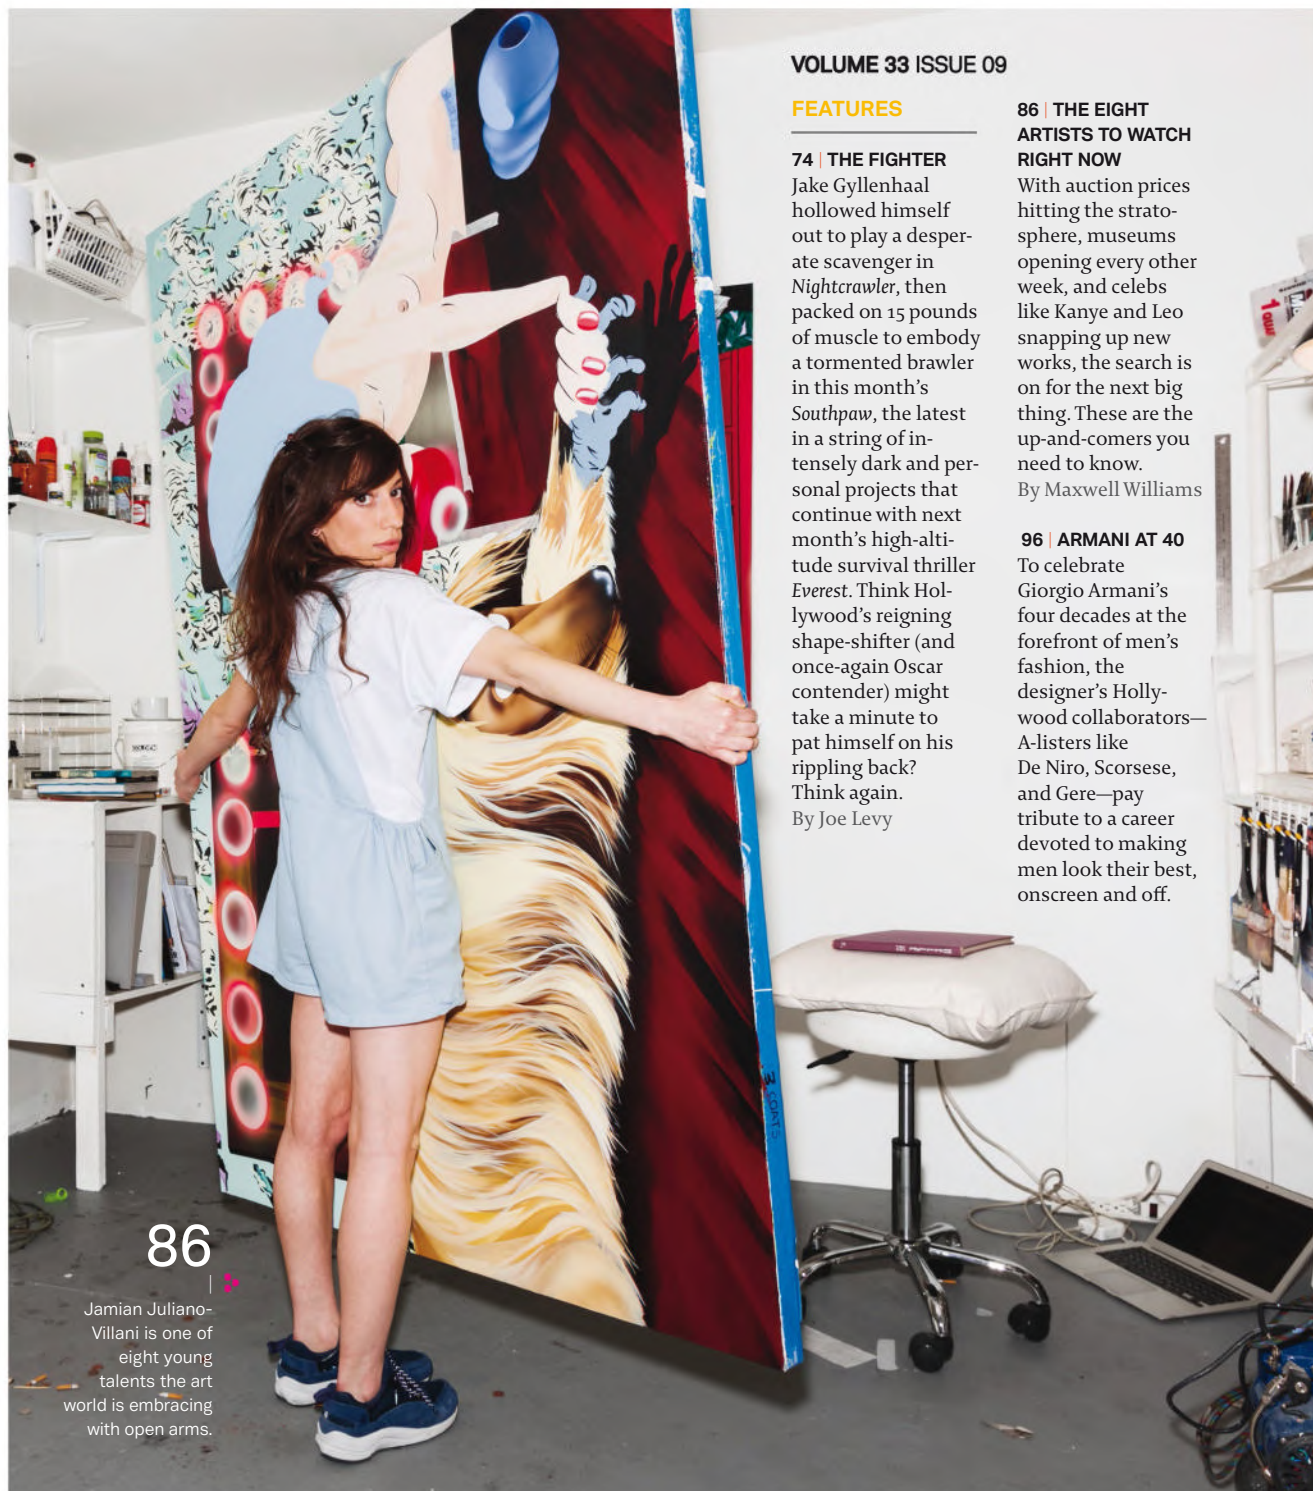 VOLUME 33 ISSUE 09
FEATURES
74 | THE FIGHTER
Jake Gyllenhaal
hollowed himself
out to play a desper-
ate scavenger in
Nightcrawler, then
packed on 15 pounds
of muscle to embody
a tormented brawler
in this month’s
Southpaw, the latest
in a string of in-
tensely dark and per-
sonal projects that
continue with next
month’s high-alti-
tude survival thriller
Everest. Think Hol-
lywood’s reigning
shape-shifter (and
once-again Oscar
contender) might
take a minute to
pat himself on his
rippling back?
Think again.
By Joe Levy
86 | THE EIGHT
ARTISTS TO WATCH
RIGHT NOW
With auction prices
hitting the strato-
sphere, museums
opening every other
week, and celebs
like Kanye and Leo
snapping up new
works, the search is
on for the next big
thing. These are the
up-and-comers you
need to know.
By Maxwell Williams
96 | ARMANI AT 40
To celebrate
Giorgio Armani’s
four decades at the
forefront of men’s
fashion, the
designer’s Holly-
wood collaborators—
A-listers like
De Niro, Scorsese,
and Gere—pay
tribute to a career
devoted to making
men look their best,
onscreen and off.
3 COATS
86
Jamian Juliano-
Villani is one of
eight young
talents the art
world is embracing
with open arms.